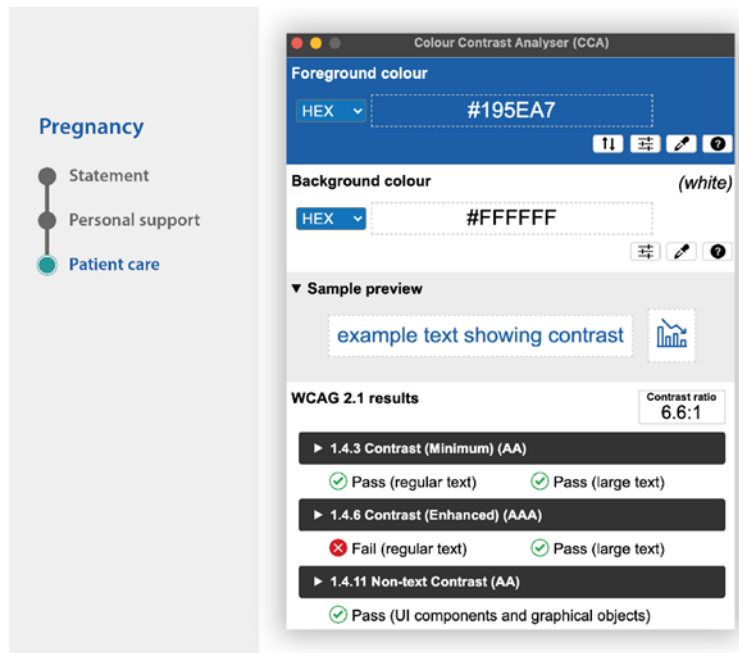 Pregnancy
Statement
Personal support
Patient care
Colour Contrast Analyser (CCA)
Foreground colour
HEX #195EA7
Background colour (white)
HEX #FFFFFF
▼ Sample preview
example text showing contrast
WCAG 2.1 results
Contrast ratio
6.6:1
▶ 1.4.3 Contrast (Minimum) (AA)
Pass (regular text) Pass (large text)
▶ 1.4.6 Contrast (Enhanced) (AAA)
Fail (regular text) Pass (large text)
▶ 1.4.11 Non-text Contrast (AA)
Pass (UI components and graphical objects)